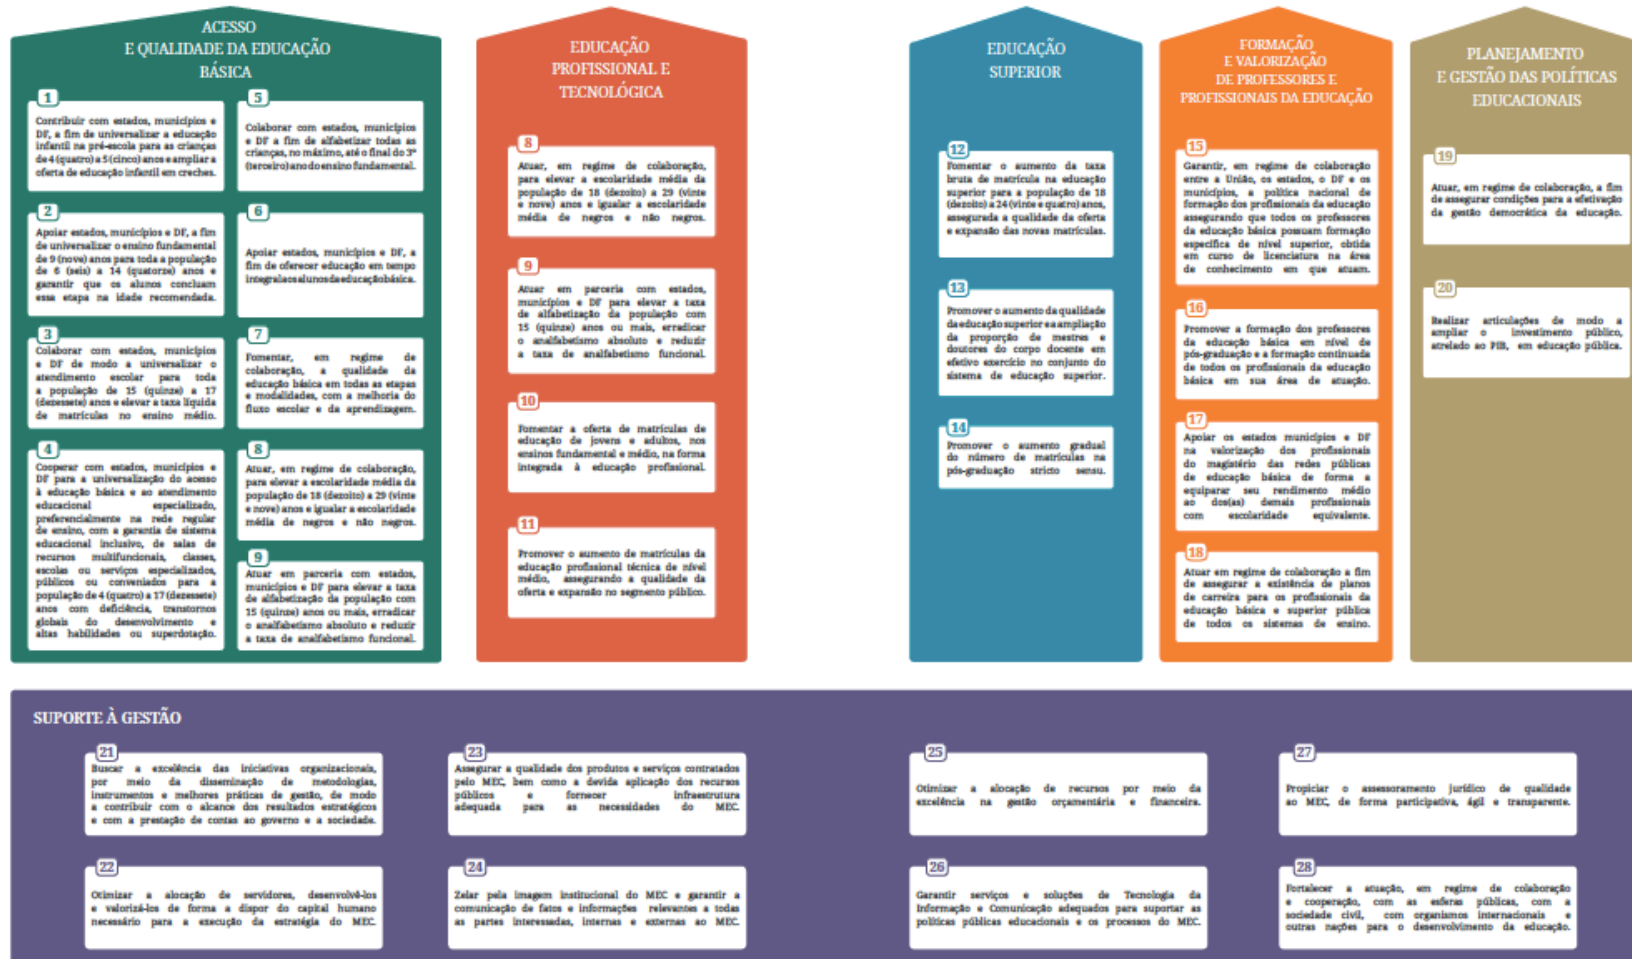 ACESSO
E QUALIDADE DA EDUCAÇÃO
BÁSICA
1
Contribuir com estados, municípios e
DF, a fim de universalizar a educação
infantil na pré-escola para as crianças
de 4 (quatro) a 5 (cinco) anos e ampliar a
oferta de educação infantil em creches.
2
Apoiar estados, municípios e DF, a fim
de universalizar o ensino fundamental
de 9 (nove) anos para toda a população
de 6 (seis) a 14 (quatorze) anos e
garantir que os alunos concluam
essa etapa na idade recomendada.
3
Colaborar com estados, municípios
e DF de modo a universalizar o
atendimento escolar para toda
a população de 15 (quinze) a 17
(dezessete) anos e elevar a taxa líquida
de matrículas no ensino médio.
4
Cooperar com estados, municípios e
DF para a universalização do acesso
à educação básica e ao atendimento
educacional especializado,
preferencialmente na rede regular
de ensino, com a garantia de sistema
educacional inclusivo, de salas de
recursos multifuncionais, classes,
escolas ou serviços especializados,
públicos ou conveniados para a
população de 4 (quatro) a 17 (dezessete)
anos com deficiência, transtornos
globais do desenvolvimento e
altas habilidades ou superdotação.
5
Colaborar com estados, municípios
e DF a fim de alfabetizar todas as
crianças, no máximo, até o final do 3º
(terceiro) ano do ensino fundamental.
6
Apoiar estados, municípios e DF, a
fim de oferecer educação em tempo
integral aos alunos da educação básica.
7
Fomentar, em regime de
colaboração, a qualidade da
educação básica em todas as etapas
e modalidades, com a melhoria do
fluxo escolar e da aprendizagem.
8
Atuar, em regime de colaboração,
para elevar a escolaridade média da
população de 18 (dezoito) a 29 (vinte
e nove) anos e igualar a escolaridade
média de negros e não negros.
9
Atuar em parceria com estados,
municípios e DF para elevar a taxa
de alfabetização da população com
15 (quinze) anos ou mais, erradicar
o analfabetismo absoluto e reduzir
a taxa de analfabetismo funcional.
EDUCAÇÃO
PROFISSIONAL E
TECNOLÓGICA
8
Atuar, em regime de colaboração,
para elevar a escolaridade média da
população de 18 (dezoito) a 29 (vinte
e nove) anos e igualar a escolaridade
média de negros e não negros.
9
Atuar em parceria com estados,
municípios e DF para elevar a taxa
de alfabetização da população com
15 (quinze) anos ou mais, erradicar
o analfabetismo absoluto e reduzir
a taxa de analfabetismo funcional.
10
Fomentar a oferta de matrículas de
educação de jovens e adultos, nos
ensinos fundamental e médio, na forma
integrada à educação profissional.
11
Promover o aumento de matrículas da
educação profissional técnica de nível
médio, assegurando a qualidade da
oferta e expansão no segmento público.
EDUCAÇÃO
SUPERIOR
12
Fomentar o aumento da taxa
bruta de matrícula na educação
superior para a população de 18
(dezoito) a 24 (vinte e quatro) anos,
assegurada a qualidade da oferta
e expansão das novas matrículas.
13
Promover o aumento da qualidade
da educação superior e a ampliação
da proporção de mestres e
doutores do corpo docente em
efetivo exercício no conjunto do
sistema de educação superior.
14
Promover o aumento gradual
do número de matrículas na
pós-graduação stricto sensu.
FORMAÇÃO
E VALORIZAÇÃO
DE PROFESSORES E
PROFISSIONAIS DA EDUCAÇÃO
15
Garantir, em regime de colaboração
entre a União, os estados, o DF e os
municípios, a política nacional de
formação dos profissionais da educação
assegurando que todos os professores
da educação básica possuam formação
específica de nível superior, obtida
em curso de licenciatura na área
de conhecimento em que atuam.
16
Promover a formação dos professores
da educação básica em nível de
pós-graduação e a formação continuada
de todos os profissionais da educação
básica em sua área de atuação.
17
Apoiar os estados municípios e DF
na valorização dos profissionais
do magistério das redes públicas
de educação básica de forma a
equiparar seu rendimento médio
ao dos(as) demais profissionais
com escolaridade equivalente.
18
Atuar em regime de colaboração a fim
de assegurar a existência de planos
de carreira para os profissionais da
educação básica e superior pública
de todos os sistemas de ensino.
PLANEJAMENTO
E GESTÃO DAS POLÍTICAS
EDUCACIONAIS
19
Atuar, em regime de colaboração, a fim
de assegurar condições para a efetivação
da gestão democrática da educação.
20
Realizar articulações de modo a
ampliar o investimento público,
atrelado ao PIB, em educação pública.
SUPORTE À GESTÃO
21
Buscar a excelência das iniciativas organizacionais,
por meio da disseminação de metodologias,
instrumentos e melhores práticas de gestão, de modo
a contribuir com o alcance dos resultados estratégicos
e com a prestação de contas ao governo e a sociedade.
22
Otimizar a alocação de servidores, desenvolvê-los
e valorizá-los de forma a dispor do capital humano
necessário para a execução da estratégia do MEC.
23
Assegurar a qualidade dos produtos e serviços contratados
pelo MEC, bem como a devida aplicação dos recursos
públicos e fornecer infraestrutura
adequada para as necessidades do MEC.
24
Zelar pela imagem institucional do MEC e garantir a
comunicação de fatos e informações relevantes a todas
as partes interessadas, internas e externas ao MEC.
25
Otimizar a alocação de recursos por meio da
excelência na gestão orçamentária e financeira.
26
Garantir serviços e soluções de Tecnologia da
Informação e Comunicação adequados para suportar as
políticas públicas educacionais e os processos do MEC.
27
Propiciar o assessoramento jurídico de qualidade
ao MEC, de forma participativa, ágil e transparente.
28
Fortalecer a atuação, em regime de colaboração
e cooperação, com as esferas públicas, com a
sociedade civil, com organismos internacionais e
outras nações para o desenvolvimento da educação.